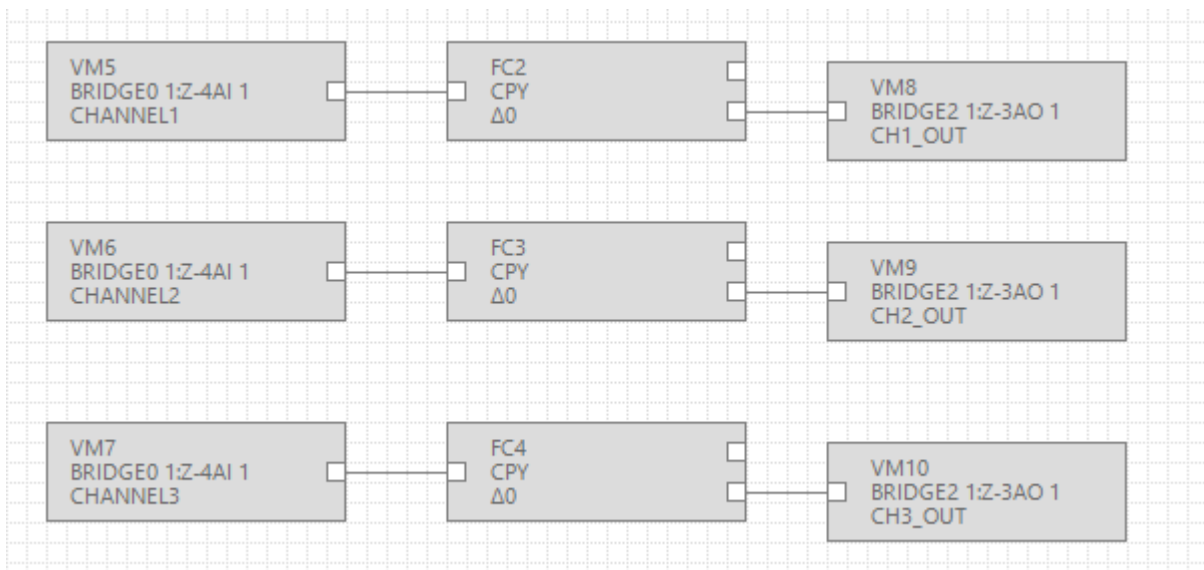 VM5
BRIDGE0 1:Z-4AI 1
CHANNEL1
FC2
CPY
Δ0
VM8
BRIDGE2 1:Z-3AO 1
CH1_OUT
VM6
BRIDGE0 1:Z-4AI 1
CHANNEL2
FC3
CPY
Δ0
VM9
BRIDGE2 1:Z-3AO 1
CH2_OUT
VM7
BRIDGE0 1:Z-4AI 1
CHANNEL3
FC4
CPY
Δ0
VM10
BRIDGE2 1:Z-3AO 1
CH3_OUT